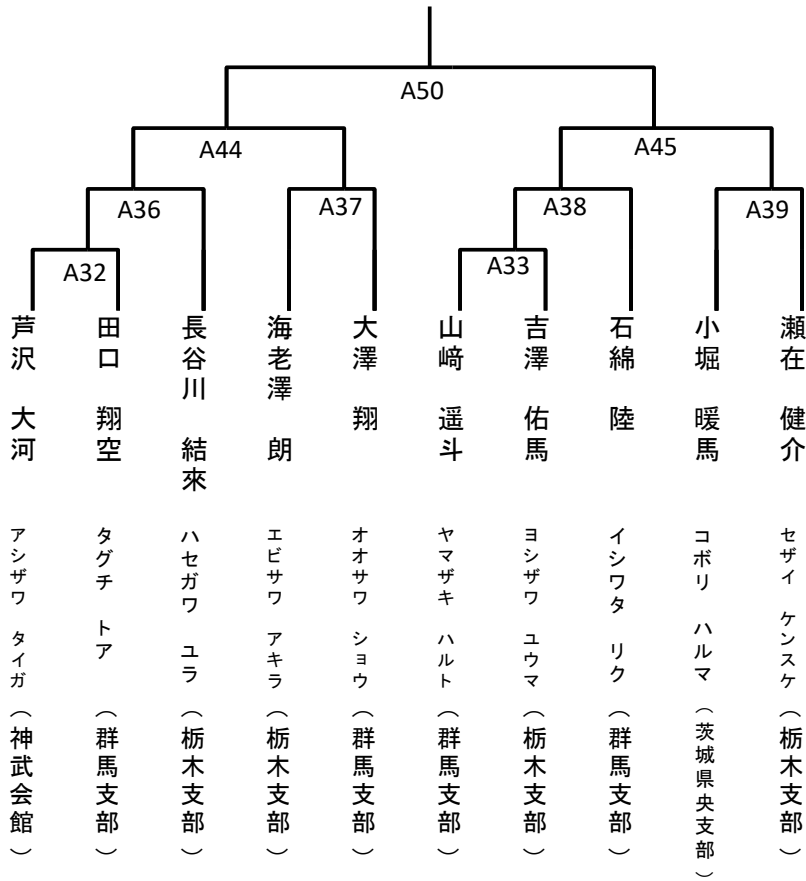 A50
A44
A45
A36
A37
A38
A39
A32
A33
芦沢 大河 アシザワ タイガ (神武会館)
田口 翔空 タグチ トア (群馬支部)
長谷川 結來 ハセガワ ユラ (栃木支部)
海老澤 朗 エビサワ アキラ (栃木支部)
大澤 翔 オオサワ ショウ (群馬支部)
山﨑 遥斗 ヤマザキ ハルト (群馬支部)
吉澤 佑馬 ヨシザワ ユウマ (栃木支部)
石綿 陸 イシワタ リク (群馬支部)
小堀 暖馬 コボリ ハルマ (茨城県央支部)
瀬在 健介 セザイ ケンスケ (栃木支部)